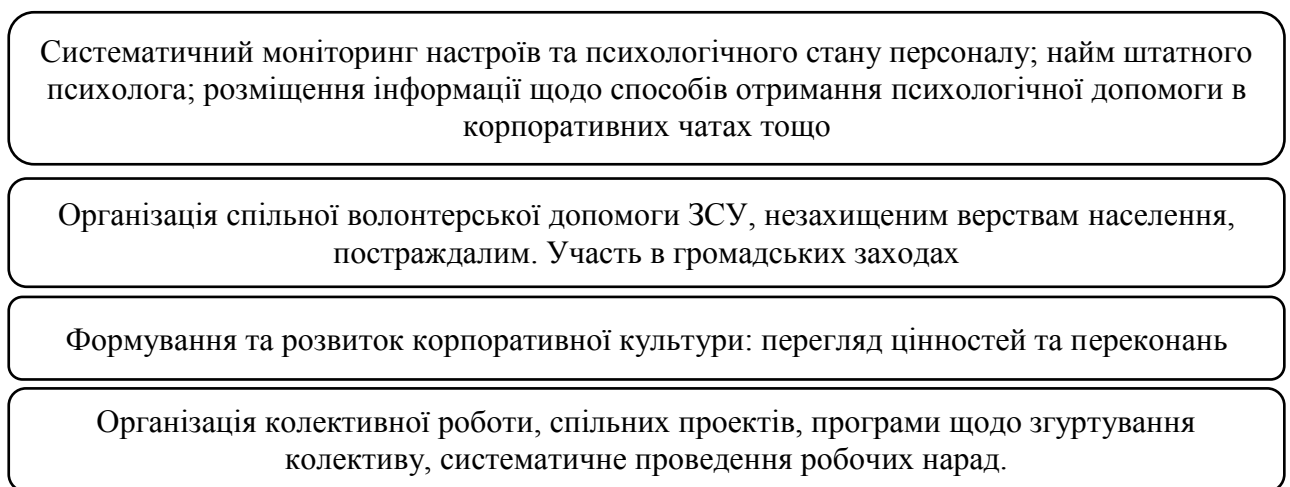 Систематичний моніторинг настроїв та психологічного стану персоналу; найм штатного
психолога; розміщення інформації щодо способів отримання психологічної допомоги в
корпоративних чатах тощо
Організація спільної волонтерської допомоги ЗСУ, незахищеним верствам населення,
постраждалим. Участь в громадських заходах
Формування та розвиток корпоративної культури: перегляд цінностей та переконань
Організація колективної роботи, спільних проектів, програми щодо згуртування
колективу, систематичне проведення робочих нарад.